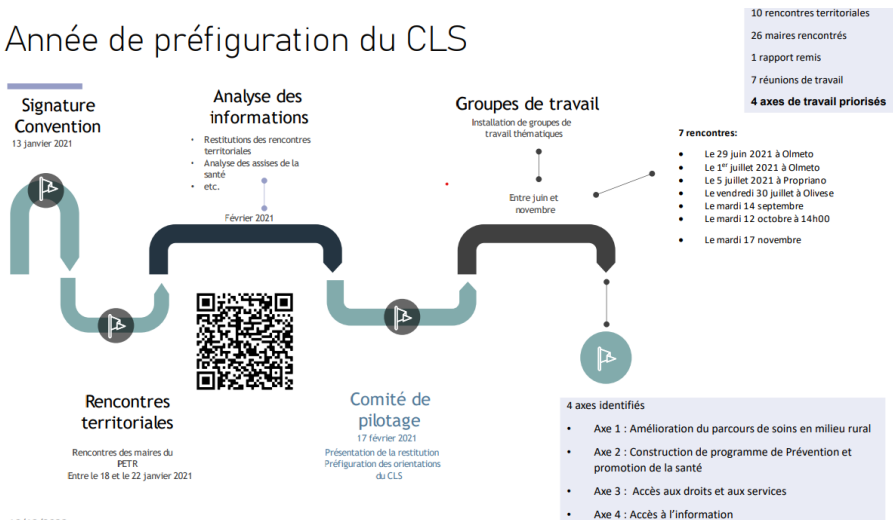 Année de préfiguration du CLS
10 rencontres territoriales
26 maires rencontrés
1 rapport remis
7 réunions de travail
4 axes de travail priorisés
Signature
Convention
13 janvier 2021
Analyse des
informations
• Restitutions des rencontres
territoriales
• Analyse des assises de la
santé
• etc.
Février 2021
Groupes de travail
Installation de groupes de
travail thématiques
Entre juin et
novembre
7 rencontres:
• Le 29 juin 2021 à Olmeto
• Le 1er juillet 2021 à Olmeto
• Le 5 juillet 2021 à Propriano
• Le vendredi 30 juillet à Olivese
• Le mardi 14 septembre
• Le mardi 12 octobre à 14h00
• Le mardi 17 novembre
Rencontres
territoriales
Rencontres des maires du
PETR
Entre le 18 et le 22 janvier 2021
Comité de
pilotage
17 février 2021
Présentation de la restitution
Préfiguration des orientations
du CLS
4 axes identifiés
• Axe 1 : Amélioration du parcours de soins en milieu rural
• Axe 2 : Construction de programme de Prévention et
promotion de la santé
• Axe 3 : Accès aux droits et aux services
• Axe 4 : Accès à l'information